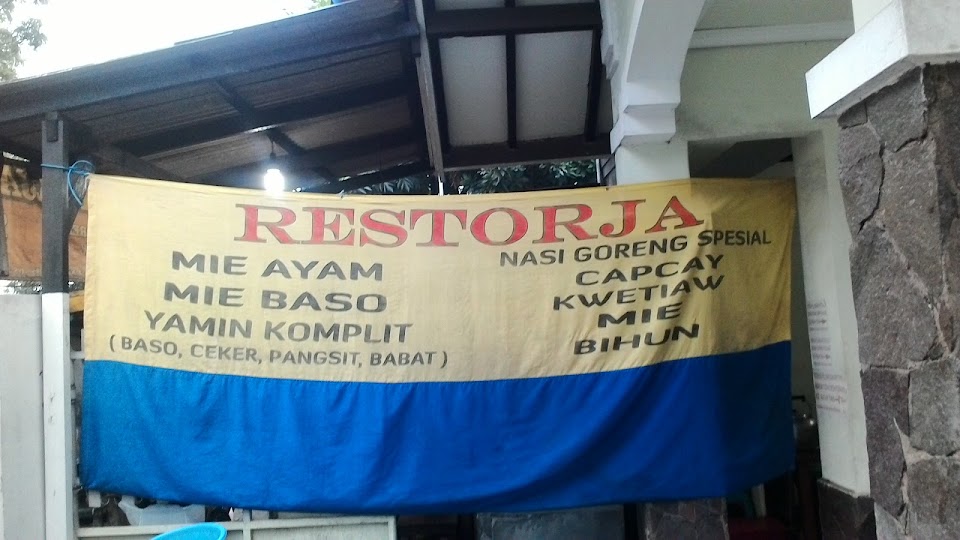 RESTORJA
MIE AYAM
MIE BASO
YAMIN KOMPLIT
( BASO, CEKER, PANGSIT, BABAT )
NASI GORENG SPESIAL
CAPCAY
KWETIAW
MIE
BIHUN